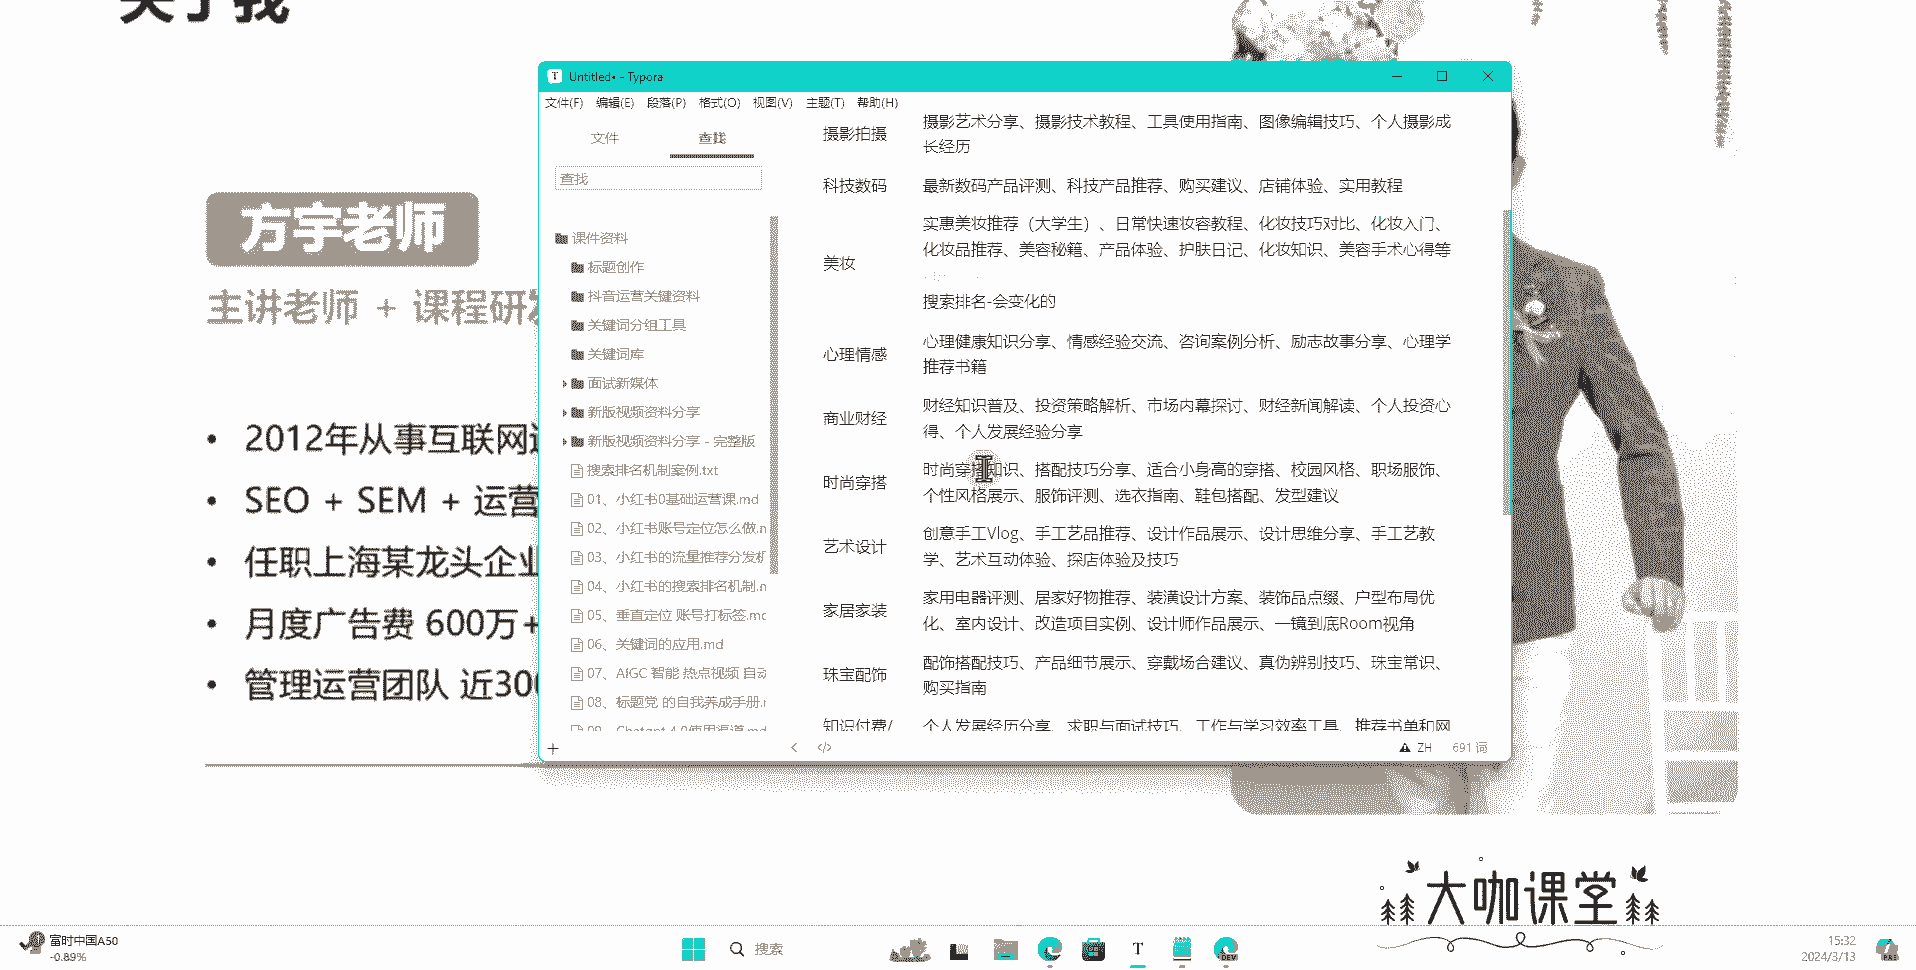 关于我
方宇老师
主讲老师 + 课程研发
2012年从事互联网
SEO + SEM + 运营
任职上海某龙头企业
月度广告费 600万+
管理运营团队 近300
Untitled• - Typora
文件(F) 编辑(E) 段落(P) 格式(O) 视图(V) 主题(T) 帮助(H)
文件 查找
查找
课件资料
标题创作
抖音运营关键资料
关键词分组工具
关键词库
面试新媒体
新版视频资料分享
新版视频资料分享 - 完整版
搜索排名机制案例.txt
01、小红书0基础运营课.md
02、小红书账号定位怎么做.m
03、小红书的流量推荐分发机
04、小红书的搜索排名机制.m
05、垂直定位 账号打标签.md
06、关键词的应用.md
07、AIGC 智能 热点视频 自动
08、标题党 的自我养成手册.m
09、Chatgpt 4.0使用渠道.md
摄影拍摄
摄影艺术分享、摄影技术教程、工具使用指南、图像编辑技巧、个人摄影成
长经历
科技数码
最新数码产品评测、科技产品推荐、购买建议、店铺体验、实用教程
美妆
实惠美妆推荐（大学生）、日常快速妆容教程、化妆技巧对比、化妆入门、
化妆品推荐、美容秘籍、产品体验、护肤日记、化妆知识、美容手术心得等
搜索排名-会变化的
心理情感
心理健康知识分享、情感经验交流、咨询案例分析、励志故事分享、心理学
推荐书籍
商业财经
财经知识普及、投资策略解析、市场内幕探讨、财经新闻解读、个人投资心
得、个人发展经验分享
时尚穿搭
时尚穿搭知识、搭配技巧分享、适合小身高的穿搭、校园风格、职场服饰、
个性风格展示、服饰评测、选衣指南、鞋包搭配、发型建议
艺术设计
创意手工Vlog、手工艺品推荐、设计作品展示、设计思维分享、手工艺教
学、艺术互动体验、探店体验及技巧
家居家装
家用电器评测、居家好物推荐、装潢设计方案、装饰品点缀、户型布局优
化、室内设计、改造项目实例、设计师作品展示、一镜到底Room视角
珠宝配饰
配饰搭配技巧、产品细节展示、穿戴场合建议、真伪辨别技巧、珠宝常识、
购买指南
知识付费/
个人发展经历分享、求职与面试技巧、工作与学习效率工具、推荐书单和网
ZH 691 词
大咖课堂
富时中国A50
-0.89%
搜索
15:32
2024/3/13